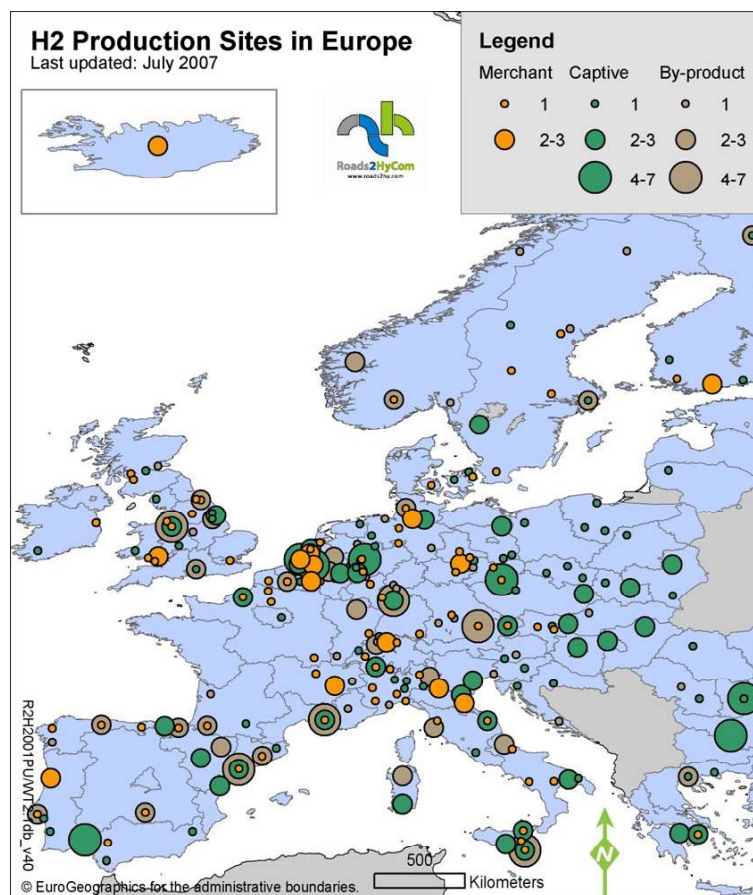 H2 Production Sites in Europe
Last updated: July 2007
Legend
Merchant Captive By-product
1 1 1
2-3 2-3 2-3
4-7 4-7
Roads2HyCom
www.roads2hy.com
N
500
Kilometers
© EuroGeographics for the administrative boundaries.